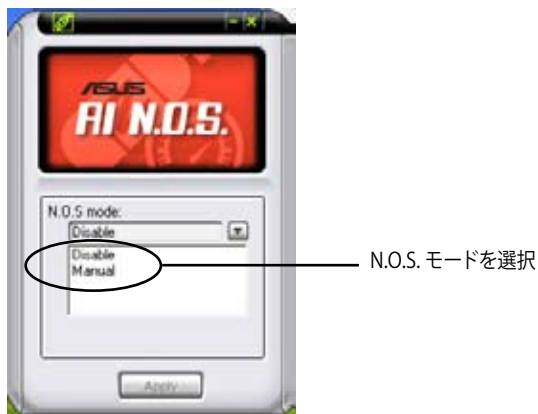 ASUS
AI N.O.S.
N.O.S mode:
Disable
Disable
Manual
N.O.S. モードを選択
Apply